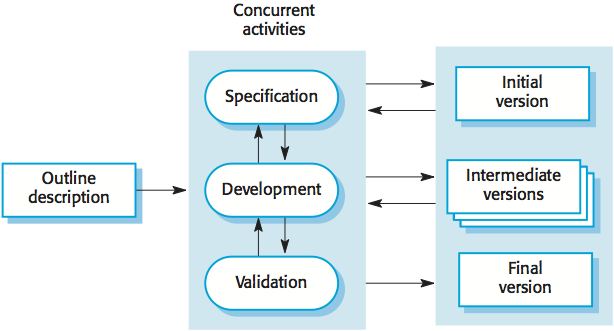 Concurrent
activities
Specification
Initial
version
Outline
description
Development
Intermediate
versions
Validation
Final
version